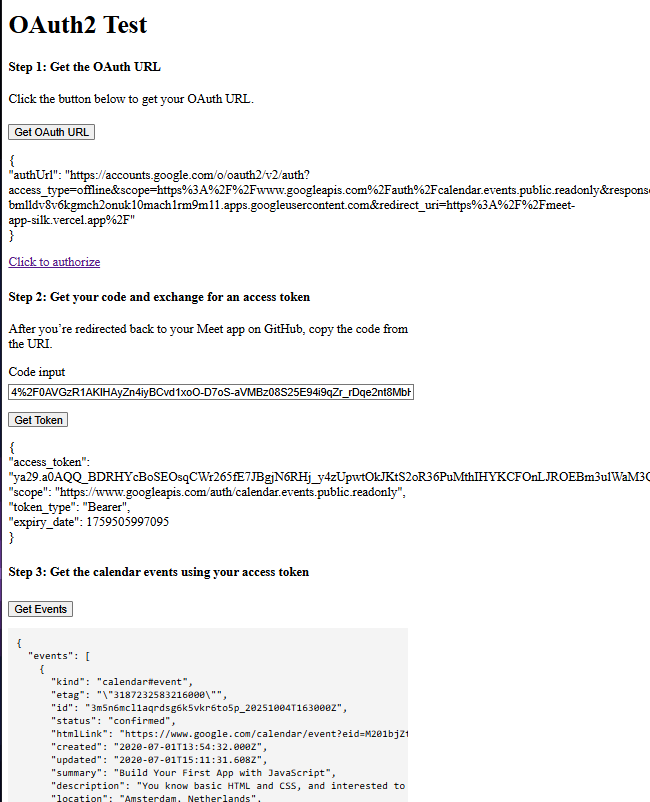 OAuth2 Test
Step 1: Get the OAuth URL
Click the button below to get your OAuth URL.
Get OAuth URL
{
"authUrl": "https://accounts.google.com/o/oauth2/v2/auth?
access_type=offline&scope=https%3A%2F%2Fwww.googleapis.com%2Fauth%2Fcalendar.events.public.readonly&respons
bmlldv8v6kgmch2onuk10mach1rm9m11.apps.googleusercontent.com&redirect_uri=https%3A%2F%2Fmeet-
app-silk.vercel.app%2F"
}
Click to authorize
Step 2: Get your code and exchange for an access token
After you’re redirected back to your Meet app on GitHub, copy the code from
the URI.
Code input
4%2F0AVGzR1AKIHAyZn4iyBCvd1xoO-D7oS-aVMBz08S25E94i9qZr_rDqe2nt8Mb
Get Token
{
"access_token":
"ya29.a0AQQ_BDRHYcBoSEOsqCWr265fE7JBgjN6RHj_y4zUpwtOkJKtS2oR36PuMthIHYKCFOnLJROEBm3ulWaM3
"scope": "https://www.googleapis.com/auth/calendar.events.public.readonly",
"token_type": "Bearer",
"expiry_date": 1759505997095
}
Step 3: Get the calendar events using your access token
Get Events
{
"events": [
{
"kind": "calendar#event",
"etag": "\"3187232583216000\"",
"id": "3m5n6mcl1aqrdsg6k5vkr6to5p_20251004T163000Z",
"status": "confirmed",
"htmlLink": "https://www.google.com/calendar/event?eid=M201bjZ
"created": "2020-07-01T13:54:32.000Z",
"updated": "2020-07-01T15:11:31.608Z",
"summary": "Build Your First App with JavaScript",
"description": "You know basic HTML and CSS, and interested to
"location": "Amsterdam, Netherlands",